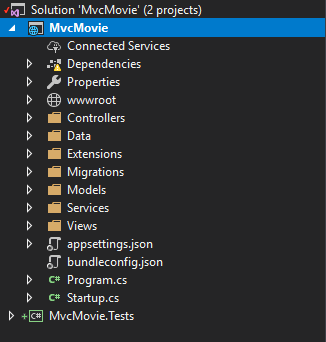 Solution 'MvcMovie' (2 projects)
MvcMovie
Connected Services
Dependencies
Properties
wwwroot
Controllers
Data
Extensions
Migrations
Models
Services
Views
appsettings.json
bundleconfig.json
C# Program.cs
C# Startup.cs
+ C# MvcMovie.Tests